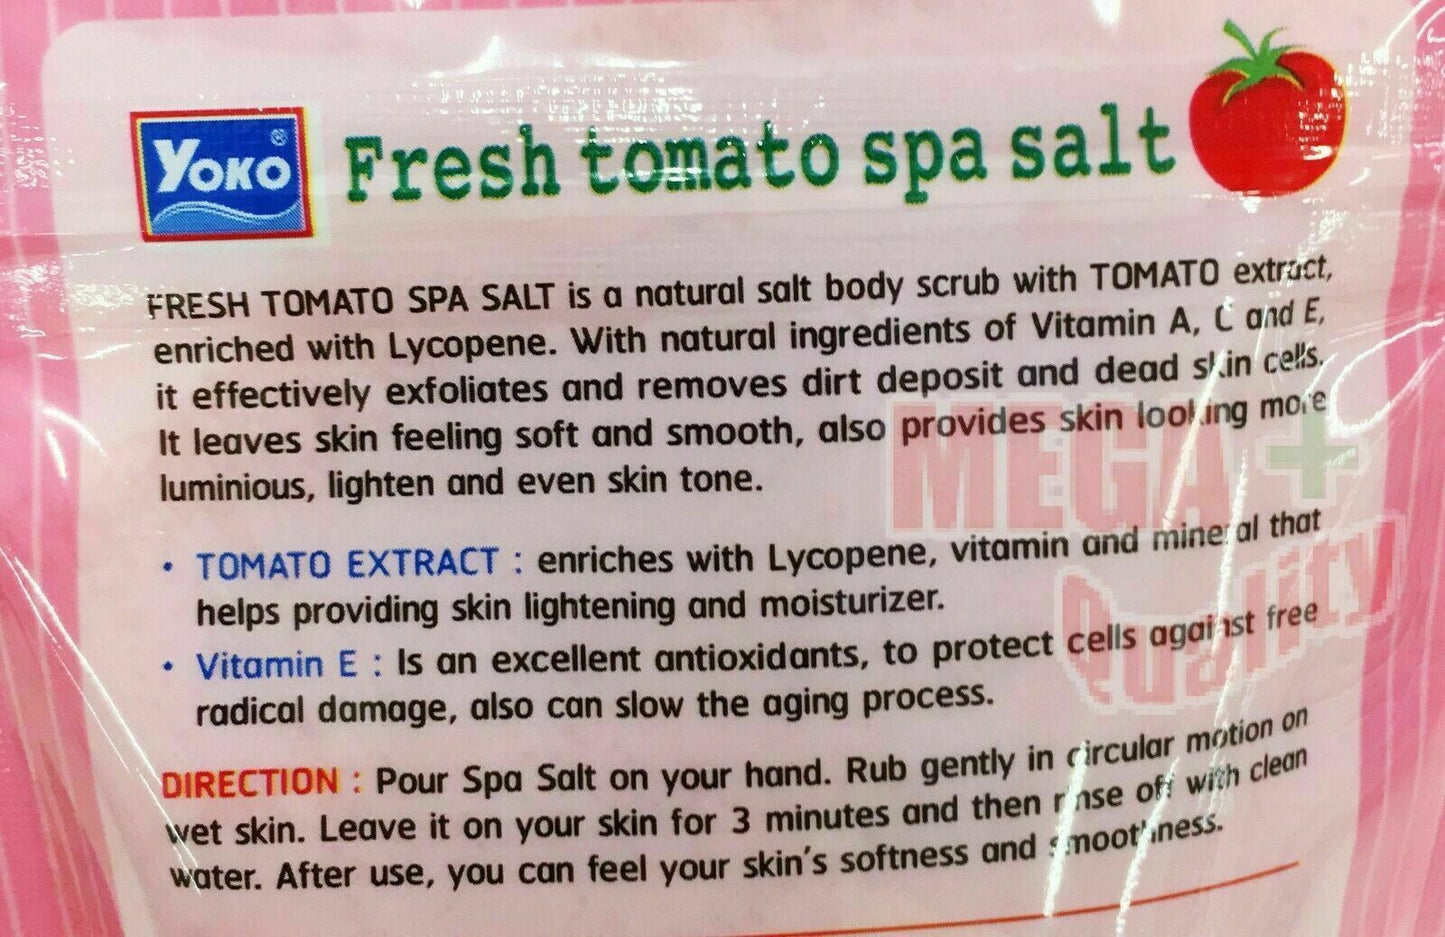 YOKO ® Fresh tomato spa salt
FRESH TOMATO SPA SALT is a natural salt body scrub with TOMATO extract,
enriched with Lycopene. With natural ingredients of Vitamin A, C and E,
it effectively exfoliates and removes dirt deposit and dead skin cells.
It leaves skin feeling soft and smooth, also provides skin looking more
luminious, lighten and even skin tone.
• TOMATO EXTRACT : enriches with Lycopene, vitamin and mineral that
helps providing skin lightening and moisturizer.
• Vitamin E : Is an excellent antioxidants, to protect cells against free
radical damage, also can slow the aging process.
DIRECTION : Pour Spa Salt on your hand. Rub gently in circular motion on
wet skin. Leave it on your skin for 3 minutes and then rinse off with clean
water. After use, you can feel your skin's softness and smoothness.
MEGA+
Quality